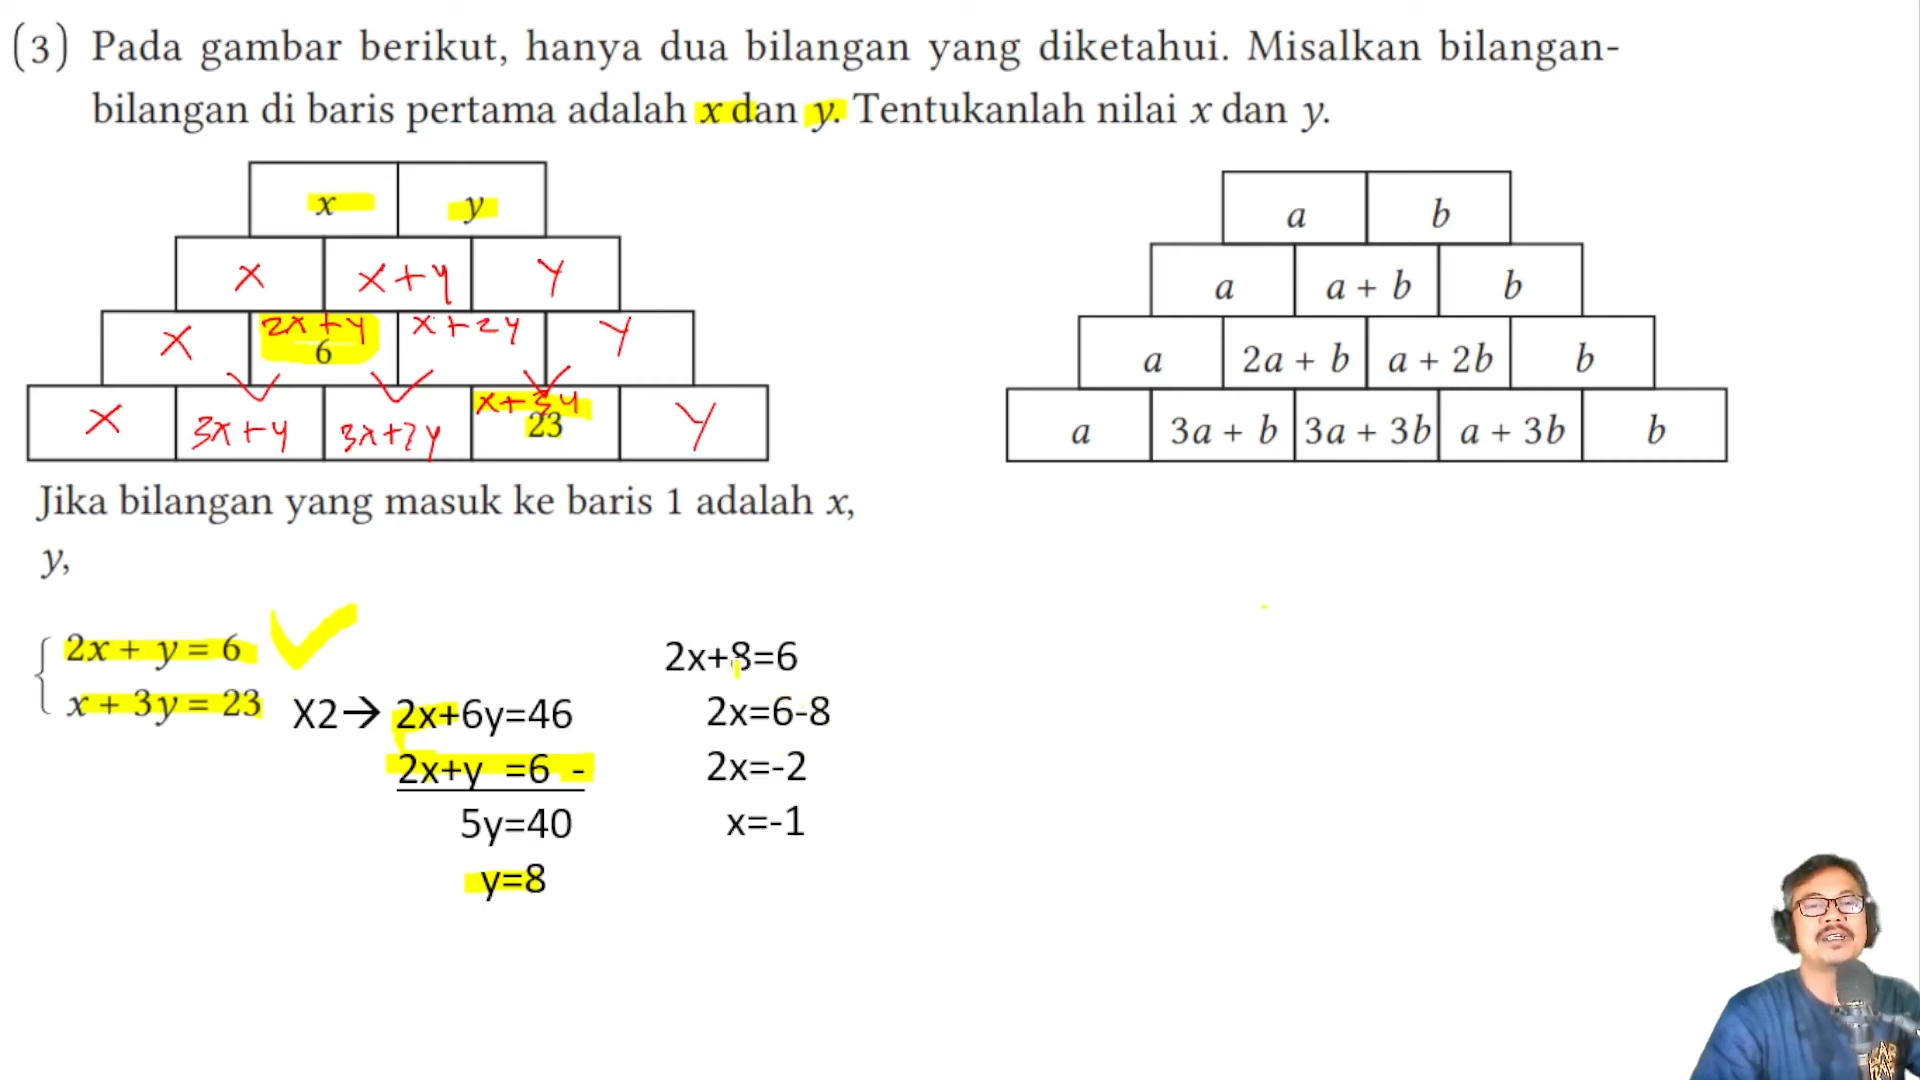 (3) Pada gambar berikut, hanya dua bilangan yang diketahui. Misalkan bilangan-
bilangan di baris pertama adalah x dan y. Tentukanlah nilai x dan y.
x y
x x+y y
x 2x+y x+2y y
6
x 3x+y 3x+2y x+3y y
23
a b
a a + b b
a 2a + b a + 2b b
a 3a + b 3a + 3b a + 3b b
Jika bilangan yang masuk ke baris 1 adalah x,
y,
2x + y = 6
x + 3y = 23
X2→ 2x+6y=46
2x+y =6 -
5y=40
y=8
2x+8=6
2x=6-8
2x=-2
x=-1